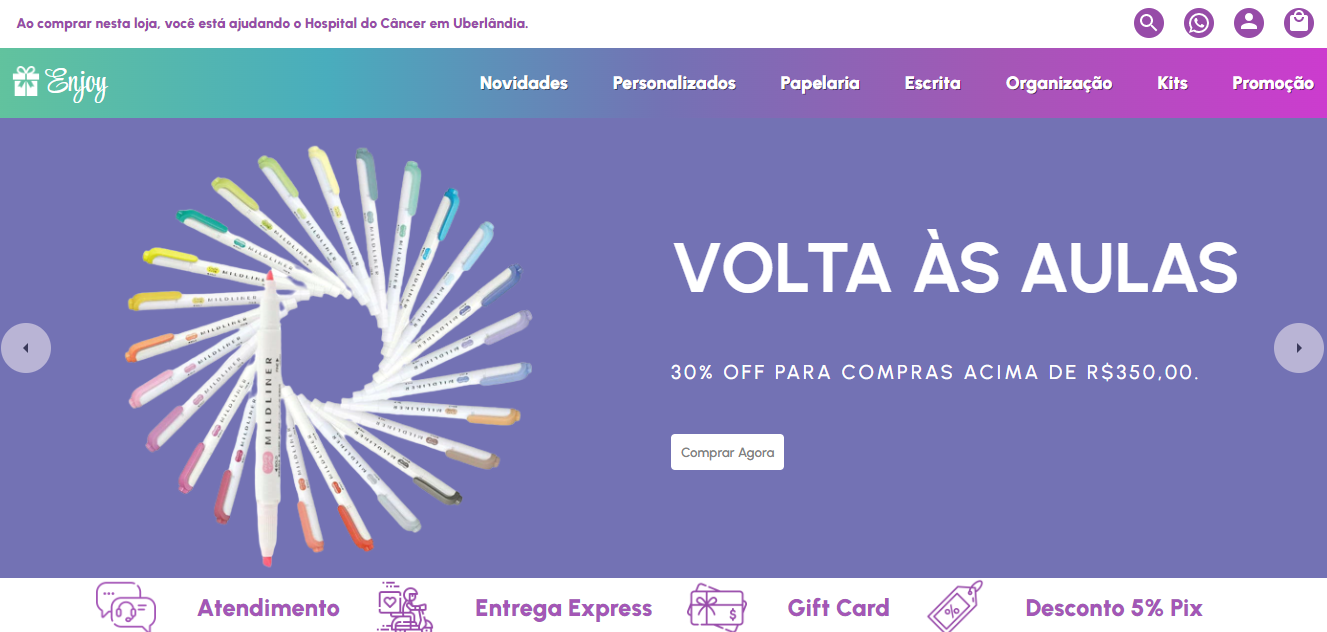 Ao comprar nesta loja, você está ajudando o Hospital do Câncer em Uberlândia.
Enjoy
Novidades Personalizados Papelaria Escrita Organização Kits Promoção
MILDLINER
VOLTA ÀS AULAS
30% OFF PARA COMPRAS ACIMA DE R$350,00.
Comprar Agora
Atendimento Entrega Express Gift Card Desconto 5% Pix